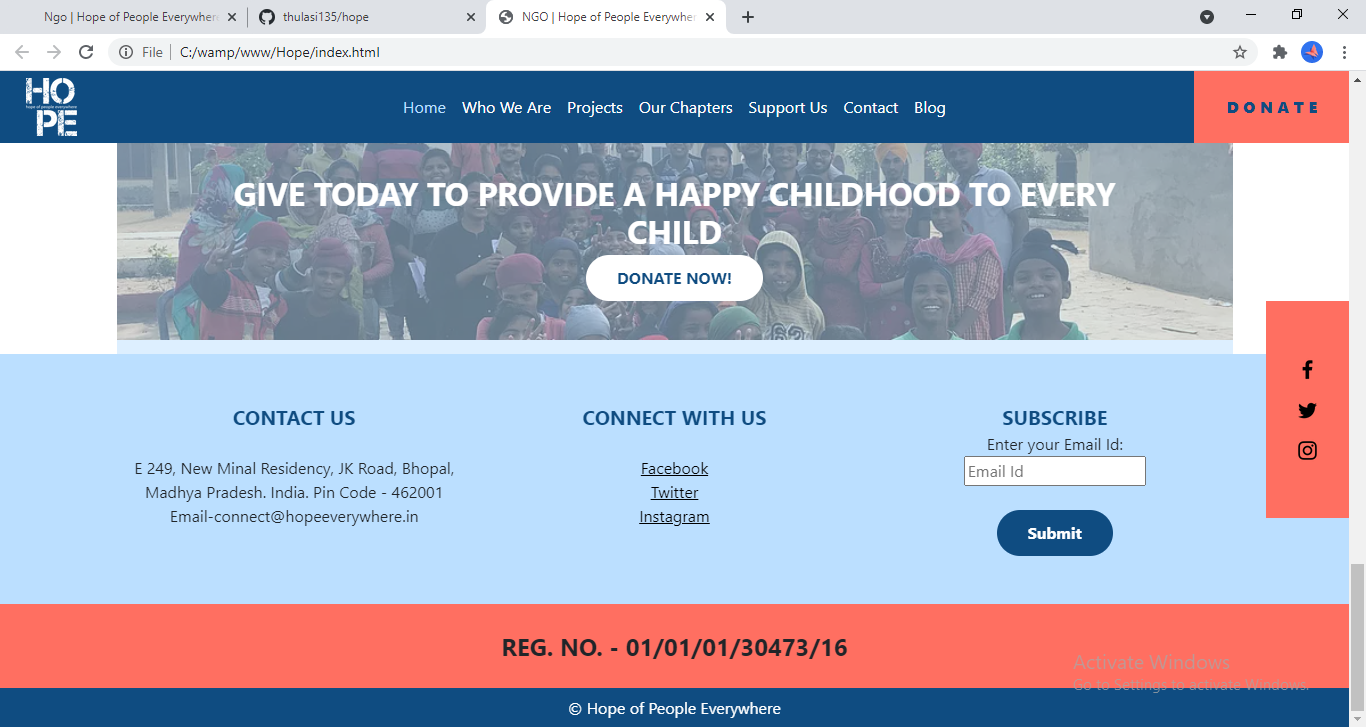 Ngo | Hope of People Everywhere
thulasi135/hope
NGO | Hope of People Everywher
File
C:/wamp/www/Hope/index.html
HO
PE
hope of people everywhere
Home
Who We Are
Projects
Our Chapters
Support Us
Contact
Blog
DONATE
GIVE TODAY TO PROVIDE A HAPPY CHILDHOOD TO EVERY
CHILD
DONATE NOW!
CONTACT US
E 249, New Minal Residency, JK Road, Bhopal,
Madhya Pradesh. India. Pin Code - 462001
Email-connect@hopeeverywhere.in
CONNECT WITH US
Facebook
Twitter
Instagram
SUBSCRIBE
Enter your Email Id:
Email Id
Submit
REG. NO. - 01/01/01/30473/16
Activate Windows
Go to Settings to activate Windows.
© Hope of People Everywhere